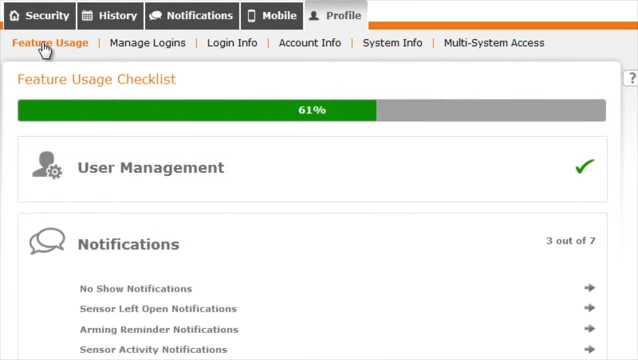 Security History Notifications Mobile Profile
Feature Usage Manage Logins Login Info Account Info System Info Multi-System Access
?
Feature Usage Checklist
61%
User Management
Notifications 3 out of 7
No Show Notifications
Sensor Left Open Notifications
Arming Reminder Notifications
Sensor Activity Notifications